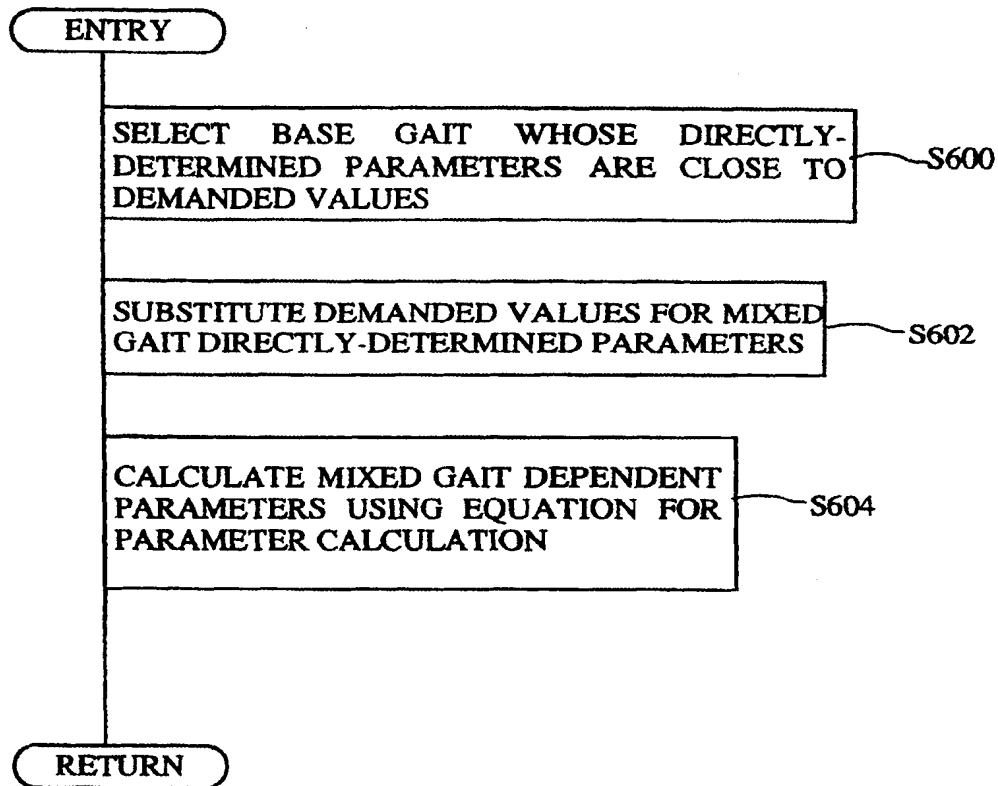 ENTRY
SELECT BASE GAIT WHOSE DIRECTLY-
DETERMINED PARAMETERS ARE CLOSE TO
DEMANDED VALUES
S600
SUBSTITUTE DEMANDED VALUES FOR MIXED
GAIT DIRECTLY-DETERMINED PARAMETERS
S602
CALCULATE MIXED GAIT DEPENDENT
PARAMETERS USING EQUATION FOR
PARAMETER CALCULATION
S604
RETURN